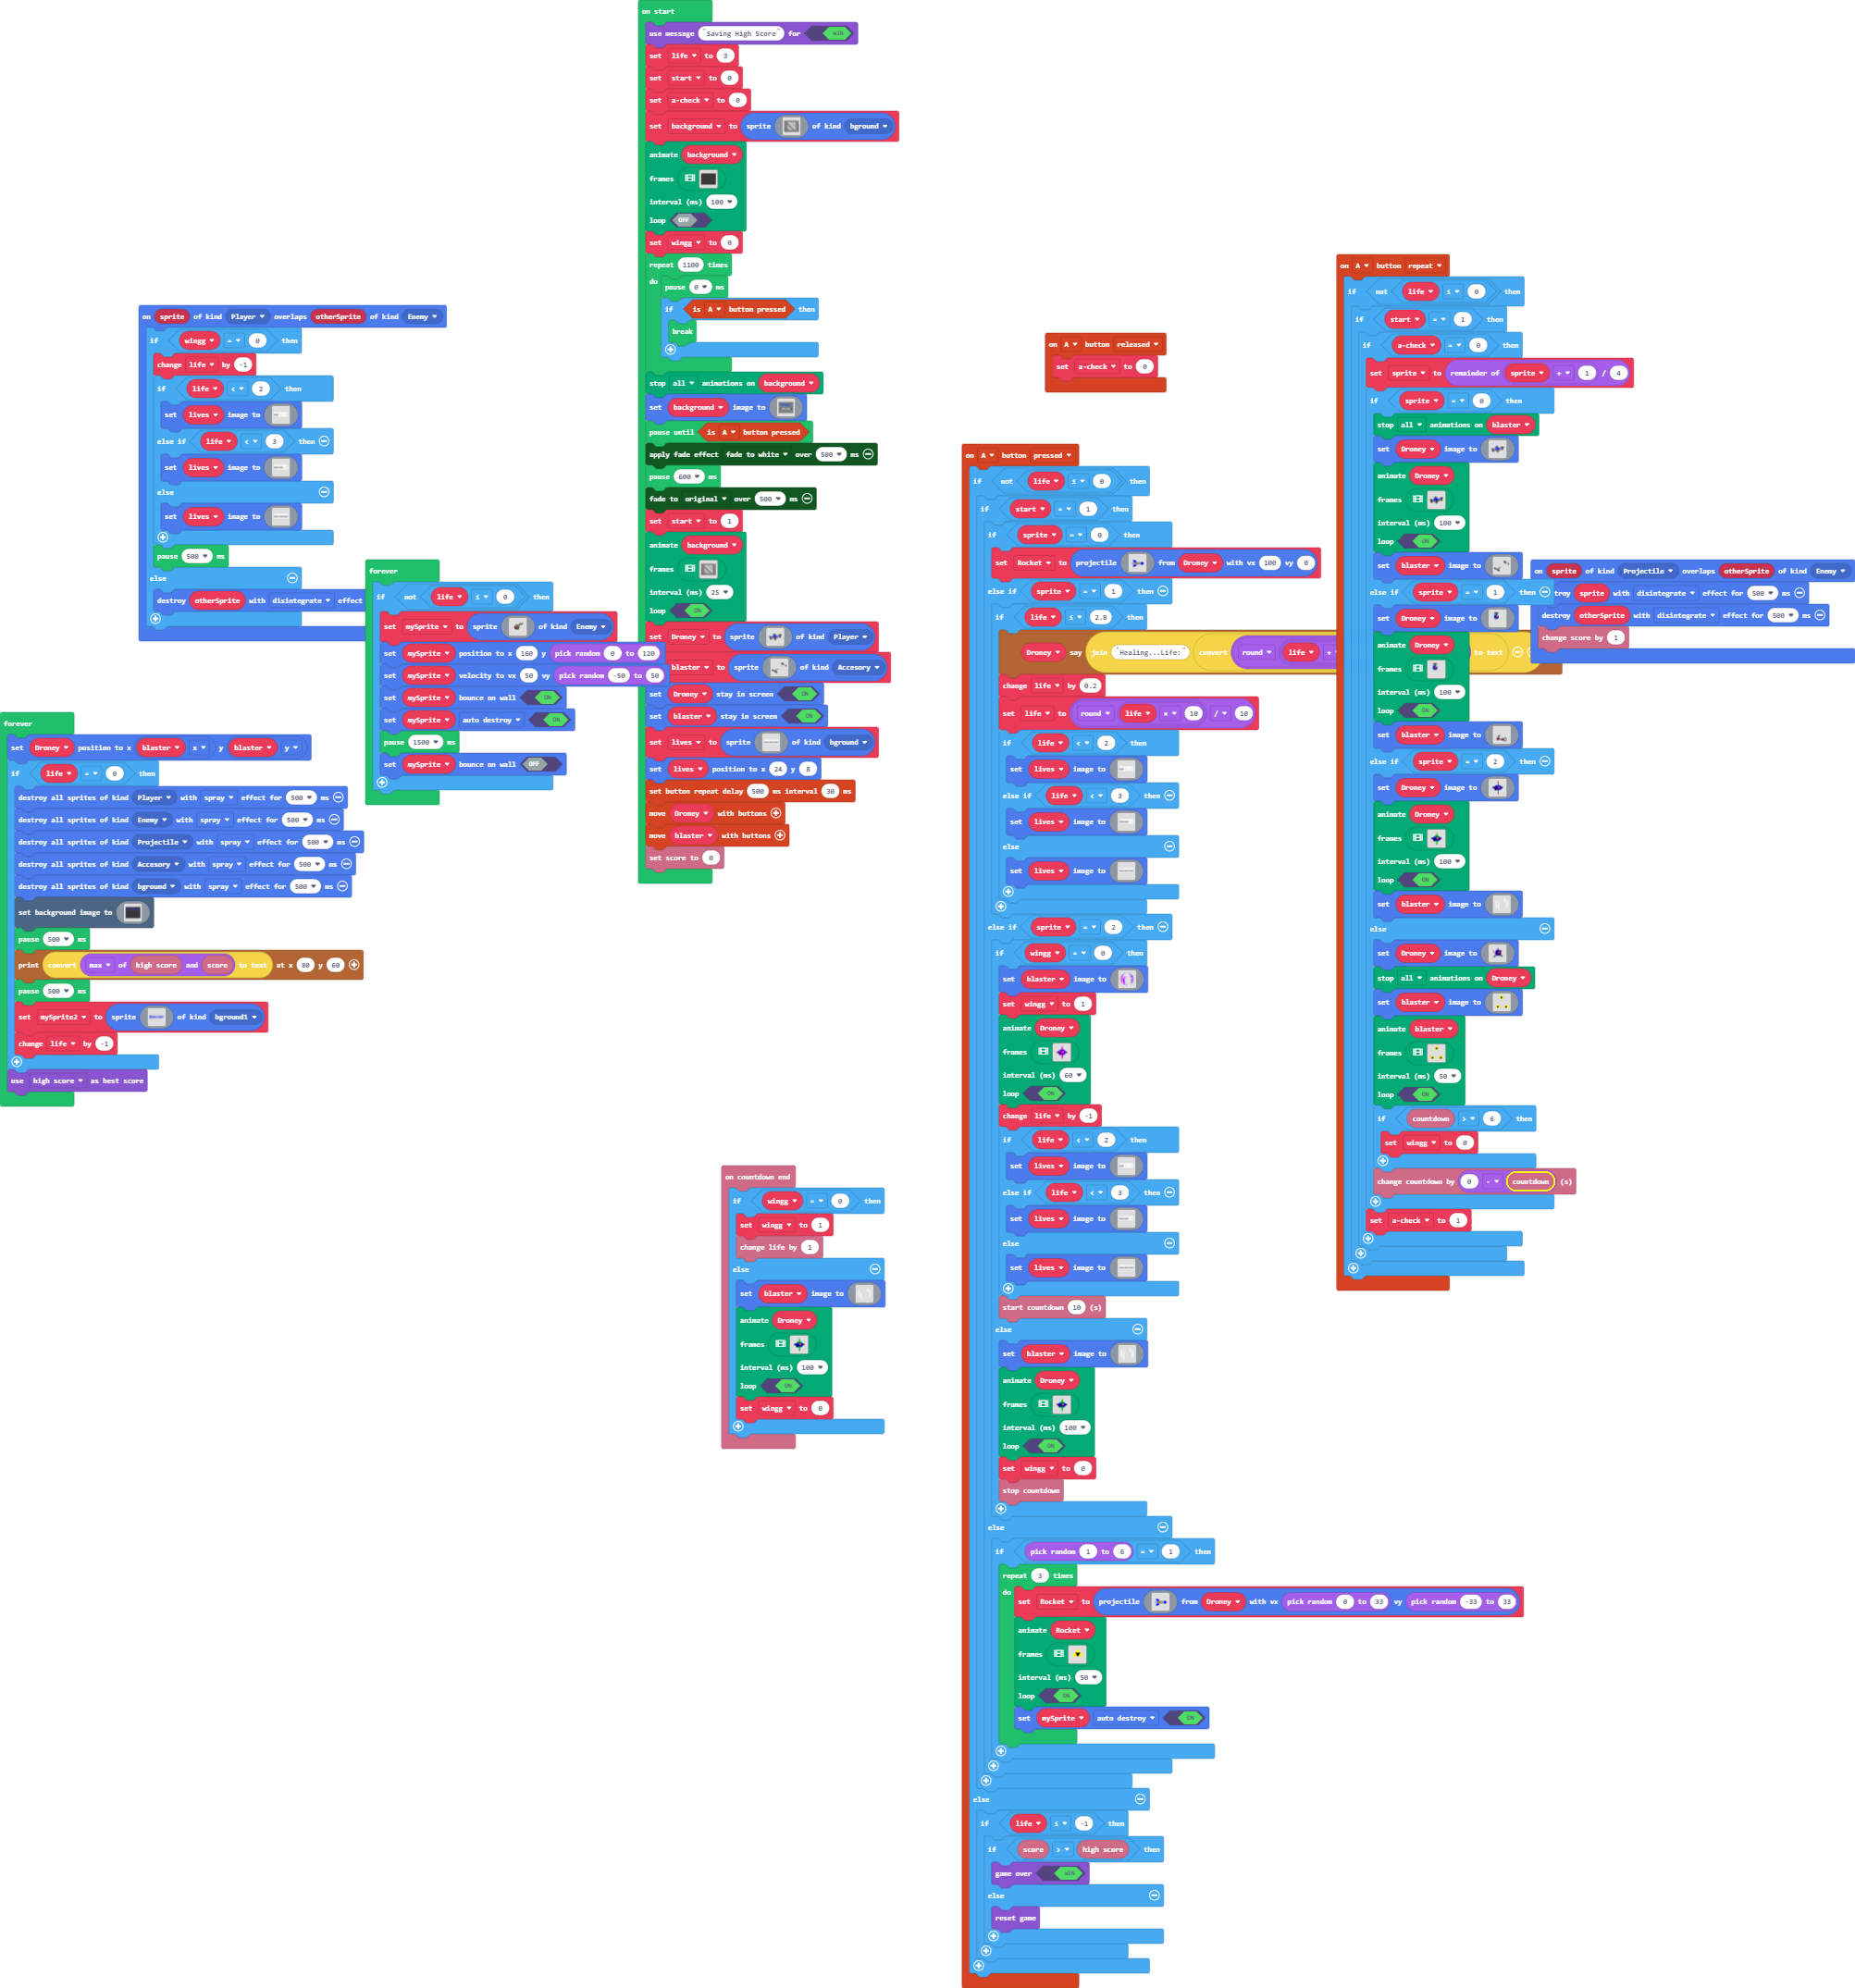 on start
use message "Saving High Score" for WIN
set life to 3
set start to 0
set a-check to 0
set background to sprite of kind bground
animate background
frames
interval (ms) 100
loop OFF
set wingg to 0
repeat 1100 times
do
pause 0 ms
if is A button pressed then
break
stop all animations on background
set background image to
pause until is A button pressed
apply fade effect fade to white over 500 ms
pause 600 ms
fade to original over 500 ms
set start to 1
animate background
frames
interval (ms) 25
loop ON
set Droney to sprite of kind Player
blaster to sprite of kind Accesory
set Droney stay in screen ON
set blaster stay in screen ON
set lives to sprite of kind bground
set lives position to x 24 y 8
set button repeat delay 500 ms interval 30 ms
move Droney with buttons
move blaster with buttons
set score to 0
on sprite of kind Player overlaps otherSprite of kind Enemy
if wingg = 0 then
change life by -1
if life < 2 then
set lives image to
else if life < 3 then
set lives image to
else
set lives image to
pause 500 ms
else
destroy otherSprite with disintegrate effect
forever
if not life ≤ 0 then
set mySprite to sprite of kind Enemy
set mySprite position to x 160 y pick random 0 to 120
set mySprite velocity to vx 50 vy pick random -50 to 50
set mySprite bounce on wall ON
set mySprite auto destroy ON
pause 1500 ms
set mySprite bounce on wall OFF
forever
set Droney position to x blaster x y blaster y
if life = 0 then
destroy all sprites of kind Player with spray effect for 500 ms
destroy all sprites of kind Enemy with spray effect for 500 ms
destroy all sprites of kind Projectile with spray effect for 500 ms
destroy all sprites of kind Accesory with spray effect for 500 ms
destroy all sprites of kind bground with spray effect for 500 ms
set background image to
pause 500 ms
print convert max of high score and score to text at x 80 y 60
pause 500 ms
set mySprite2 to sprite of kind bground1
change life by -1
use high score as best score
on countdown end
if wingg = 0 then
set wingg to 1
change life by 1
else
set blaster image to
animate Droney
frames
interval (ms) 100
loop ON
set wingg to 0
on A button released
set a-check to 0
on A button pressed
if not life ≤ 0 then
if start = 1 then
if sprite = 0 then
set Rocket to projectile from Droney with vx 100 vy 0
else if sprite = 1 then
if life ≤ 2.8 then
Droney say join "Healing...Life:" convert round life + to text
change life by 0.2
set life to round life × 10 / 10
if life < 2 then
set lives image to
else if life < 3 then
set lives image to
else
set lives image to
else if sprite = 2 then
if wingg = 0 then
set blaster image to
set wingg to 1
animate Droney
frames
interval (ms) 60
loop ON
change life by -1
if life < 2 then
set lives image to
else if life < 3 then
set lives image to
else
set lives image to
start countdown 10 (s)
else
set blaster image to
animate Droney
frames
interval (ms) 100
loop ON
set wingg to 0
stop countdown
else
if pick random 1 to 6 = 1 then
repeat 3 times
do
set Rocket to projectile from Droney with vx pick random 0 to 33 vy pick random -33 to 33
animate Rocket
frames
interval (ms) 50
loop ON
set mySprite auto destroy ON
else
if life ≤ -1 then
if score > high score then
game over WIN
else
reset game
on A button repeat
if not life ≤ 0 then
if start = 1 then
if a-check = 0 then
set sprite to remainder of sprite + 1 / 4
if sprite = 0 then
stop all animations on blaster
set Droney image to
animate Droney
frames
interval (ms) 100
loop ON
set blaster image to
else if sprite = 1 then
set Droney image to
animate Droney
frames
interval (ms) 100
loop ON
set blaster image to
else if sprite = 2 then
set Droney image to
animate Droney
frames
interval (ms) 100
loop ON
set blaster image to
else
set Droney image to
stop all animations on Droney
set blaster image to
animate blaster
frames
interval (ms) 50
loop ON
if countdown > 6 then
set wingg to 0
change countdown by 0 - countdown (s)
set a-check to 1
on sprite of kind Projectile overlaps otherSprite of kind Enemy
troy sprite with disintegrate effect for 500 ms
destroy otherSprite with disintegrate effect for 500 ms
change score by 1